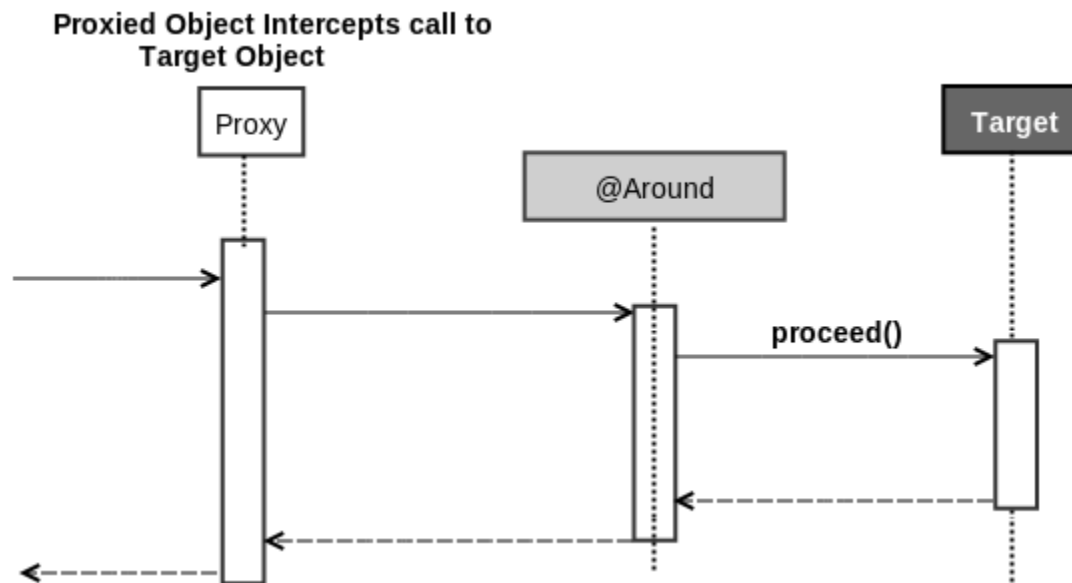 Proxied Object Intercepts call to
Target Object
Proxy
Target
@Around
proceed()